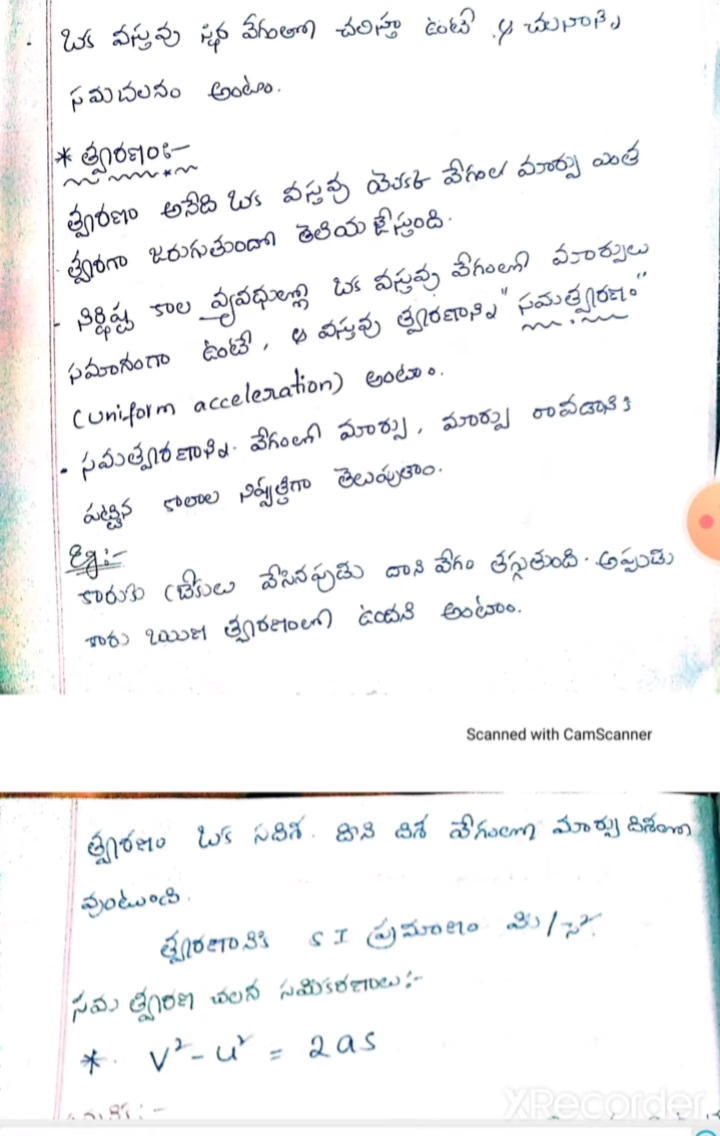 ఒక వస్తువు స్థిర వేగంతో చలిస్తూ ఉంటే ఆ చలనాన్ని
సమచలనం అంటాం.
* త్వరణం:-
త్వరణం అనేది ఒక వస్తువు యొక్క వేగంలో మార్పు ఎంత
త్వరగా జరుగుతుందో తెలియజేస్తుంది.
- నిర్దిష్ట కాల వ్యవధుల్లో ఒక వస్తువు వేగంలో మార్పులు
సమానంగా ఉంటే, ఆ వస్తువు త్వరణాన్ని "సమత్వరణం"
(uniform acceleration) అంటాం.
• సమత్వరణాన్ని వేగంలో మార్పు, మార్పు రావడానికి
పట్టిన కాలాల నిష్పత్తిగా తెలుపుతాం.
Eg:-
కారుకు బ్రేకులు వేసినపుడు దాని వేగం తగ్గుతుంది. అప్పుడు
కారు ఋణ త్వరణంలో ఉందని అంటాం.
Scanned with CamScanner
త్వరణం ఒక సదిశ. దాని దిశ వేగంలో మార్పు దిశలో
వుంటుంది.
త్వరణానికి SI ప్రమాణం మీ/సె²
సమ త్వరణ చలన సమీకరణాలు:-
* v² - u² = 2as
XRecorder